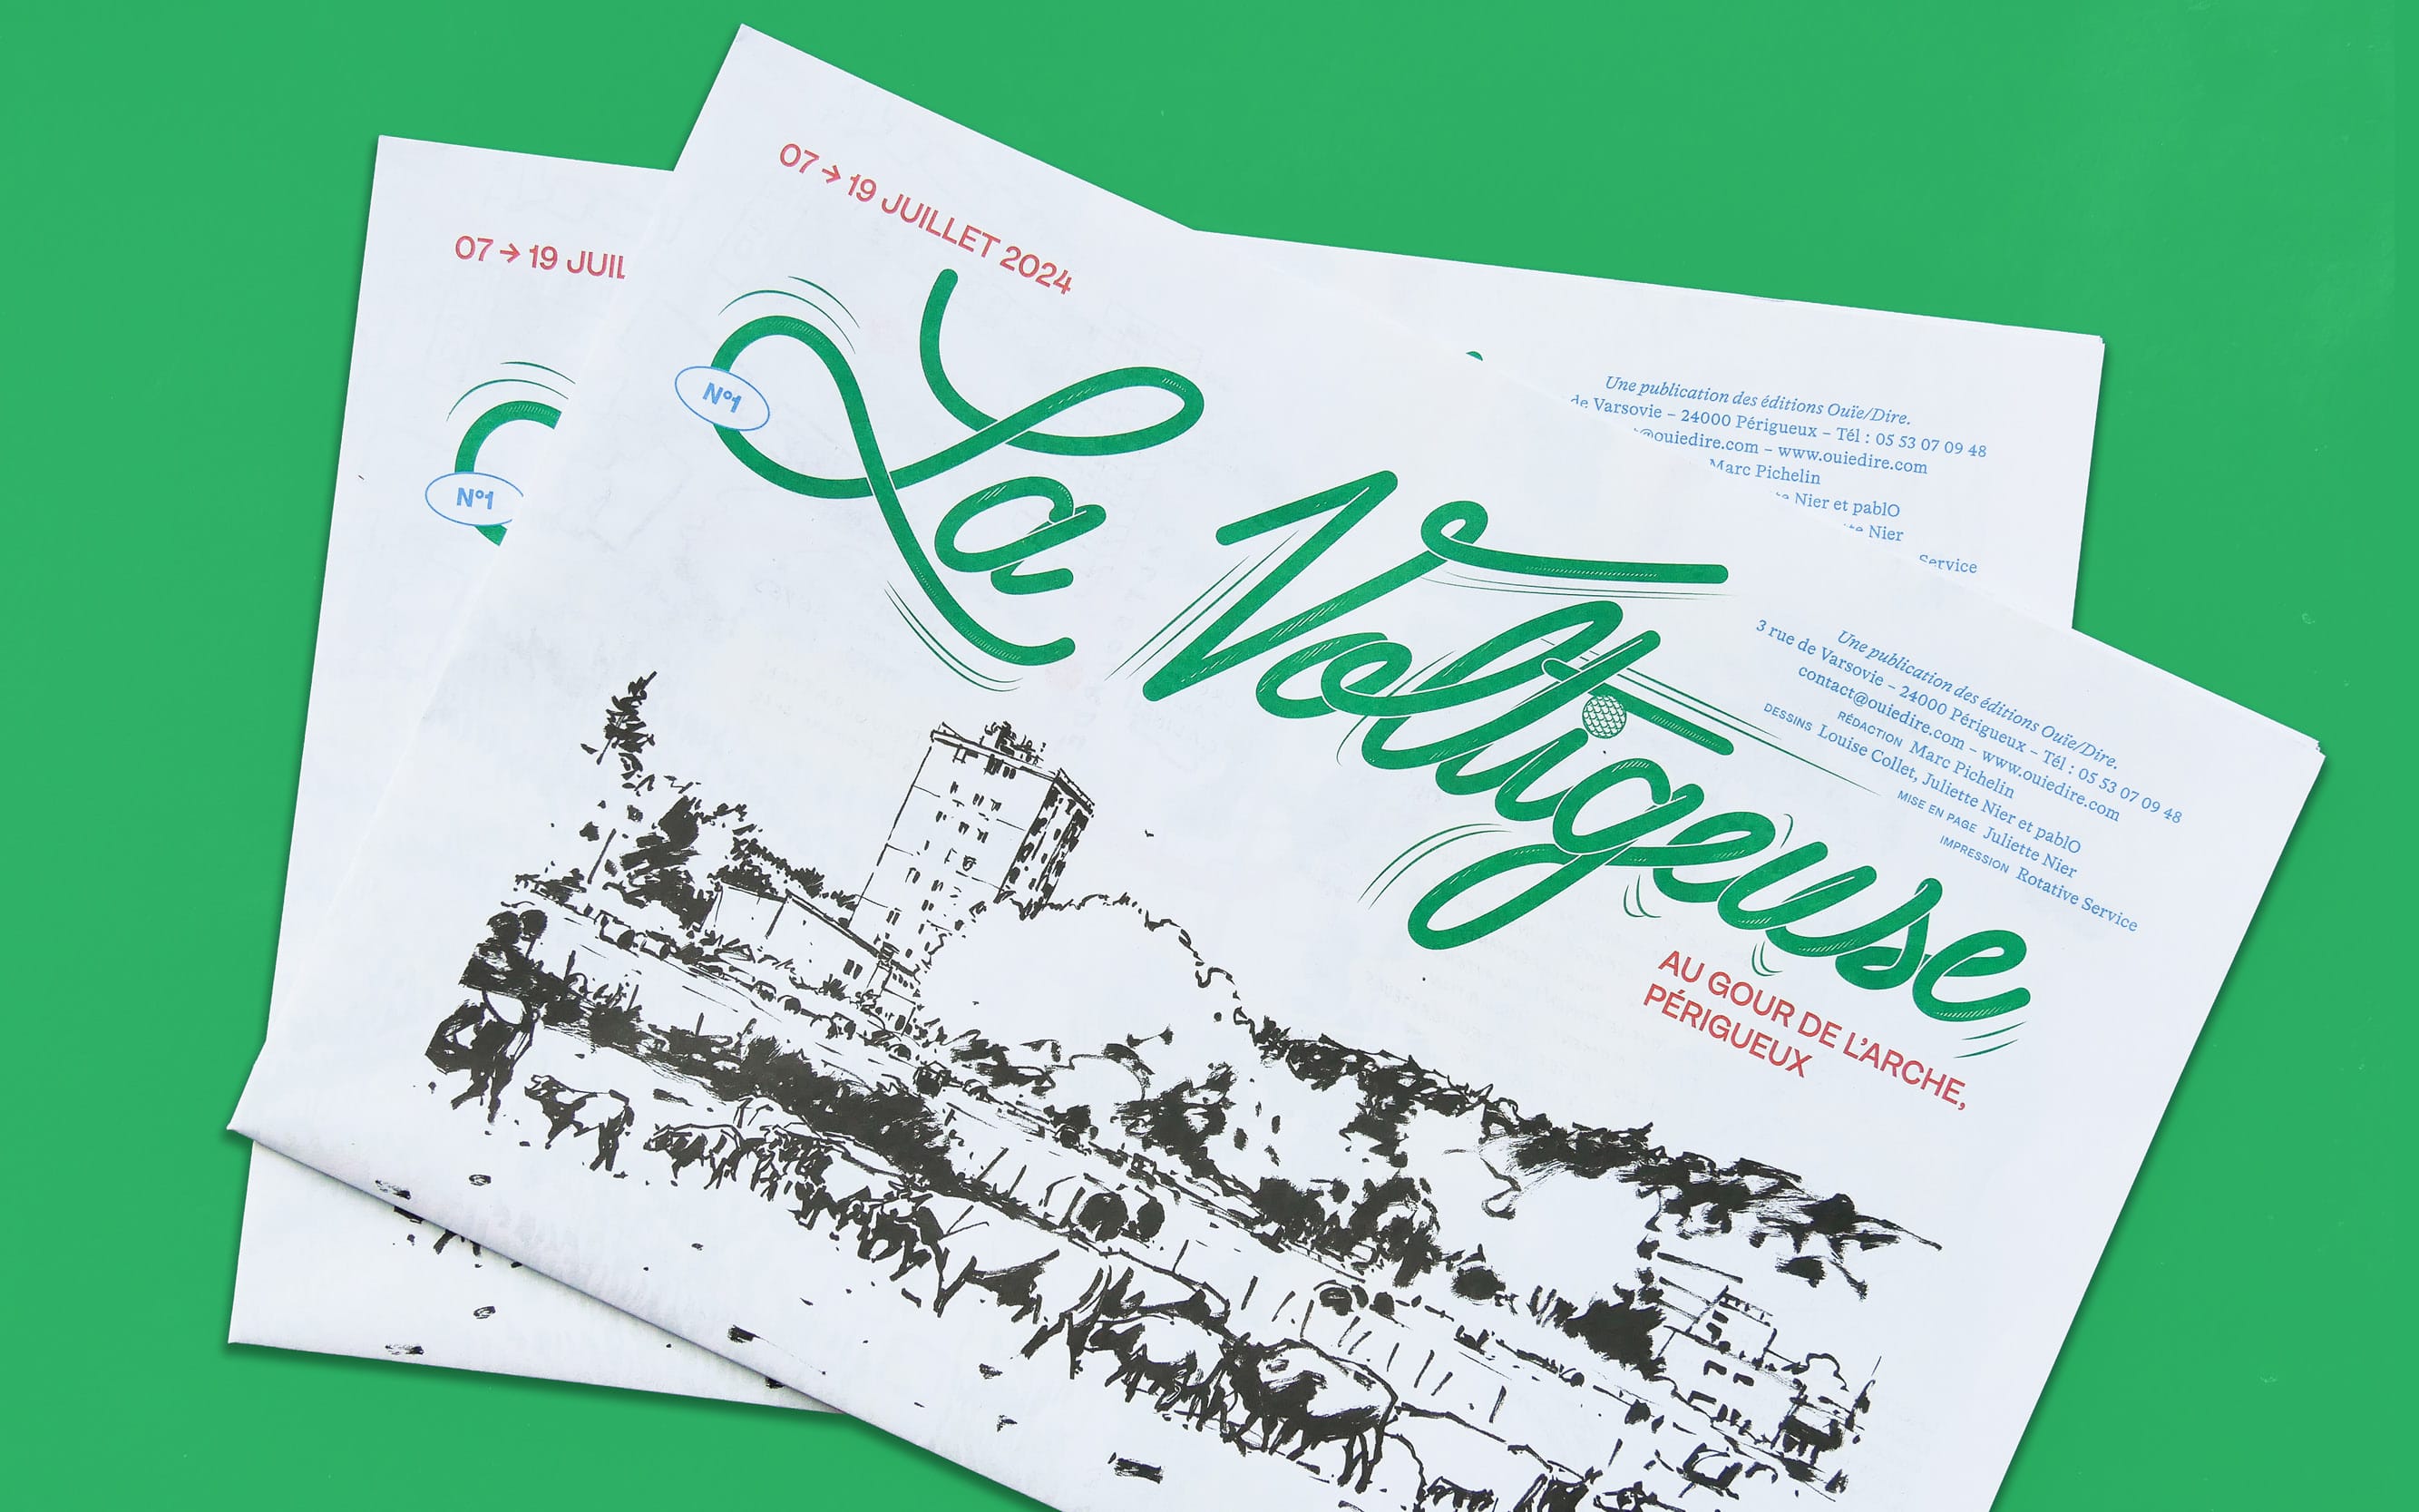 07 → 19 JUILLET 2024
N°1
La Voltigeuse
Une publication des éditions Ouïe/Dire.
3 rue de Varsovie – 24000 Périgueux – Tél : 05 53 07 09 48
contact@ouiedire.com – www.ouiedire.com
RÉDACTION Marc Pichelin
DESSINS Louise Collet, Juliette Nier et pablO
MISE EN PAGE Juliette Nier
IMPRESSION Rotative Service
AU GOUR DE L'ARCHE,
PÉRIGUEUX
07 → 19 JUIL
N°1
Une publication des éditions Ouïe/Dire.
de Varsovie – 24000 Périgueux – Tél : 05 53 07 09 48
@ouiedire.com – www.ouiedire.com
Marc Pichelin
Nier et pablO
Nier
Service